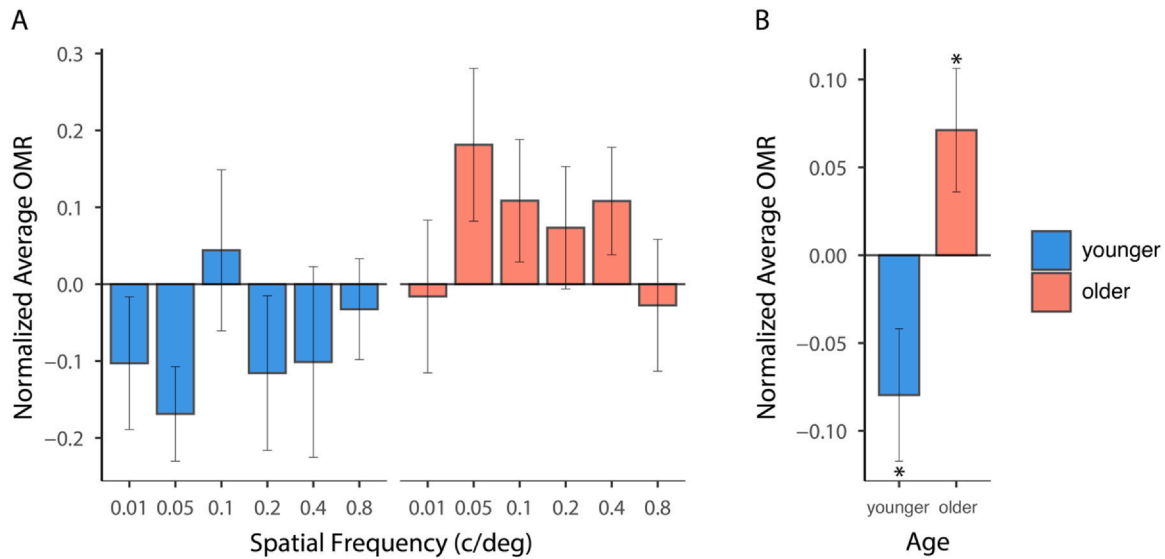 A
Normalized Average OMR
0.3
0.2
0.1
0.0
−0.1
−0.2
0.01 0.05 0.1 0.2 0.4 0.8
0.01 0.05 0.1 0.2 0.4 0.8
Spatial Frequency (c/deg)
B
Normalized Average OMR
0.10
0.05
0.00
−0.05
−0.10
*
*
younger older
Age
younger
older